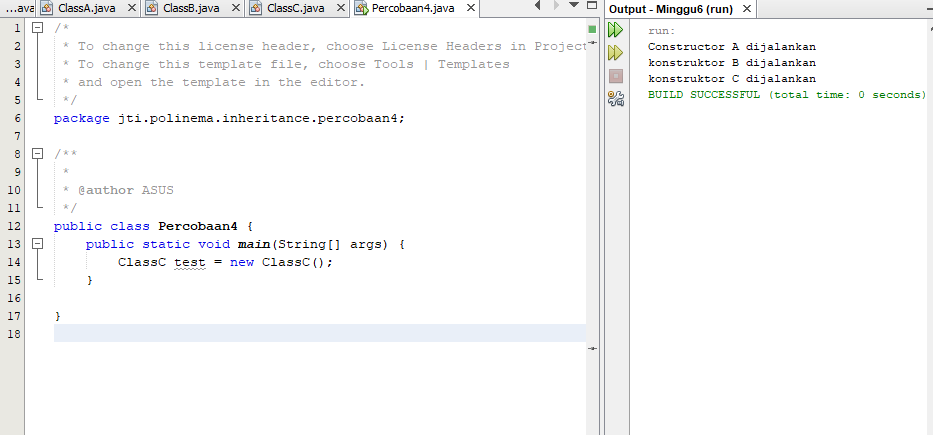 ...ava ClassA.java ClassB.java ClassC.java Percobaan4.java
1 /*
2 * To change this license header, choose License Headers in Project
3 * To change this template file, choose Tools | Templates
4 * and open the template in the editor.
5 */
6 package jti.polinema.inheritance.percobaan4;
7
8 /**
9 *
10 * @author ASUS
11 */
12 public class Percobaan4 {
13 public static void main(String[] args) {
14 ClassC test = new ClassC();
15 }
16
17 }
18
Output - Minggu6 (run)
run:
Constructor A dijalankan
konstruktor B dijalankan
konstruktor C dijalankan
BUILD SUCCESSFUL (total time: 0 seconds)